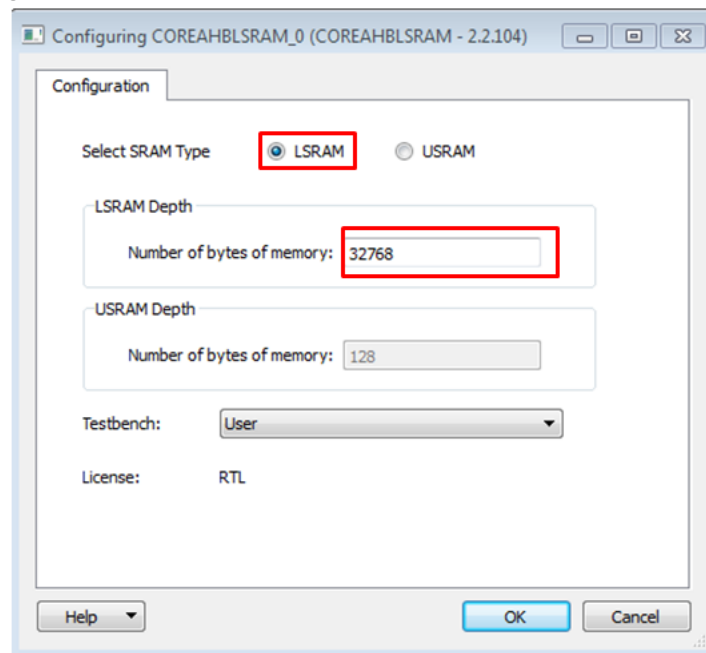 Configuring COREAHBLSRAM_0 (COREAHBLSRAM - 2.2.104)
Configuration
Select SRAM Type LSRAM USRAM
LSRAM Depth
Number of bytes of memory: 32768
USRAM Depth
Number of bytes of memory: 128
Testbench: User
License: RTL
Help OK Cancel